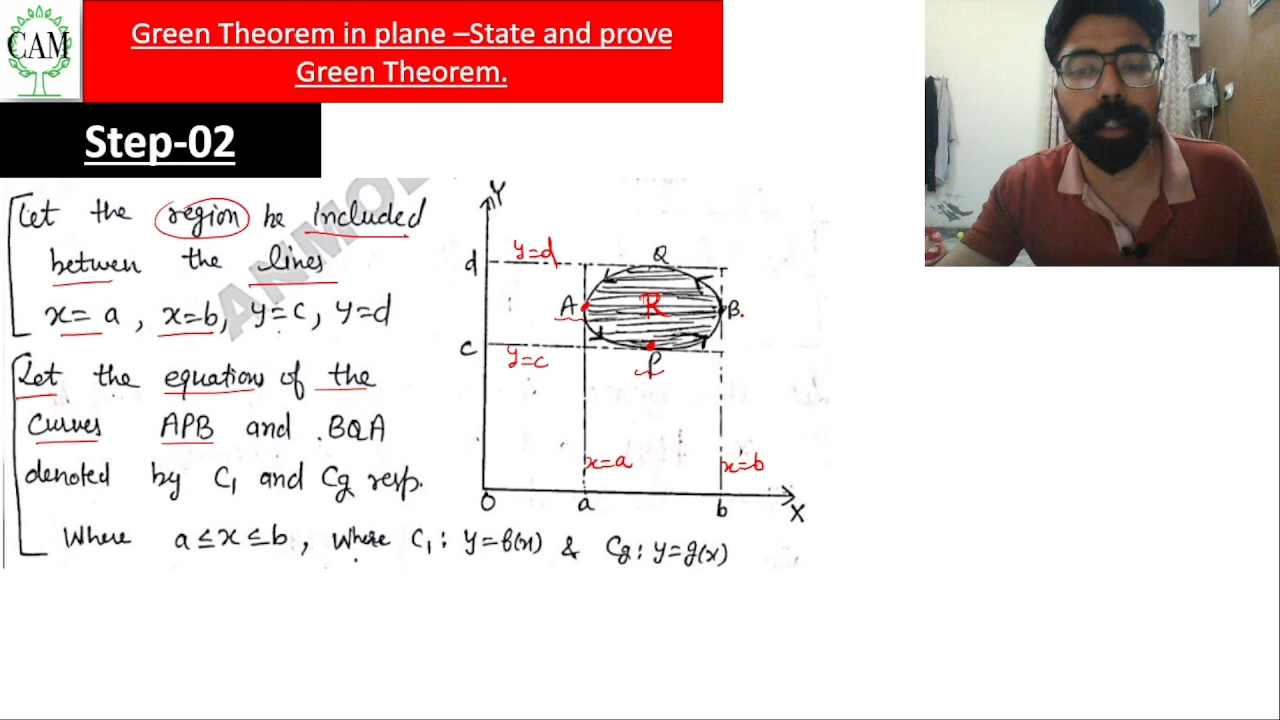 CAM
Green Theorem in plane –State and prove
Green Theorem.
Step-02
Let the region be included
betwen the lines
x= a , x=b, y=c, y=d
Let the equation of the
Curves APB and BQA
denoted by C₁ and C₂ resp.
Where a≤x≤b, where C₁: y=f(x) & C₂: y=g(x)
Y
d
y=d
Q
A
R
B.
c
y=c
P
x=a
x=b
O
a
b
X